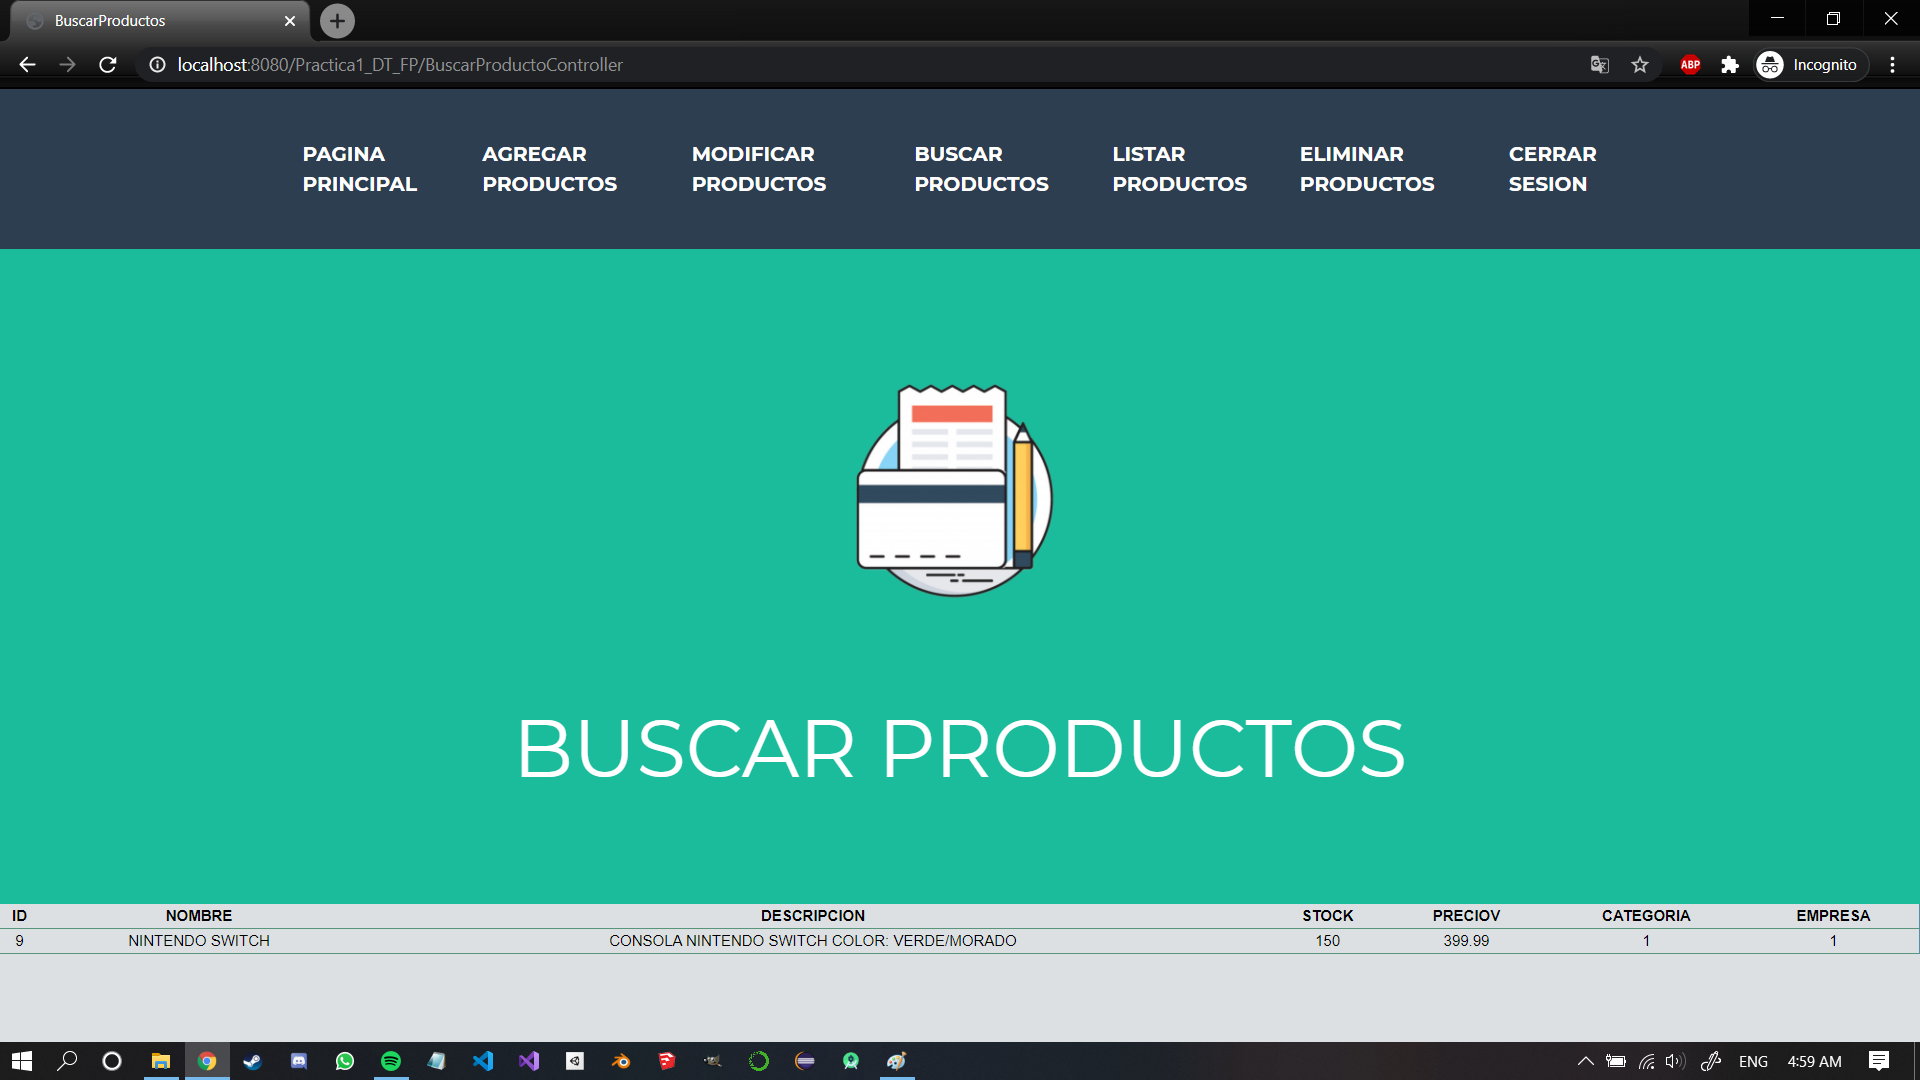 BuscarProductos
localhost:8080/Practica1_DT_FP/BuscarProductoController
ABP
Incognito
PAGINA PRINCIPAL
AGREGAR PRODUCTOS
MODIFICAR PRODUCTOS
BUSCAR PRODUCTOS
LISTAR PRODUCTOS
ELIMINAR PRODUCTOS
CERRAR SESION
BUSCAR PRODUCTOS
ID NOMBRE DESCRIPCION STOCK PRECIOV CATEGORIA EMPRESA
9 NINTENDO SWITCH CONSOLA NINTENDO SWITCH COLOR: VERDE/MORADO 150 399.99 1 1
ENG 4:59 AM